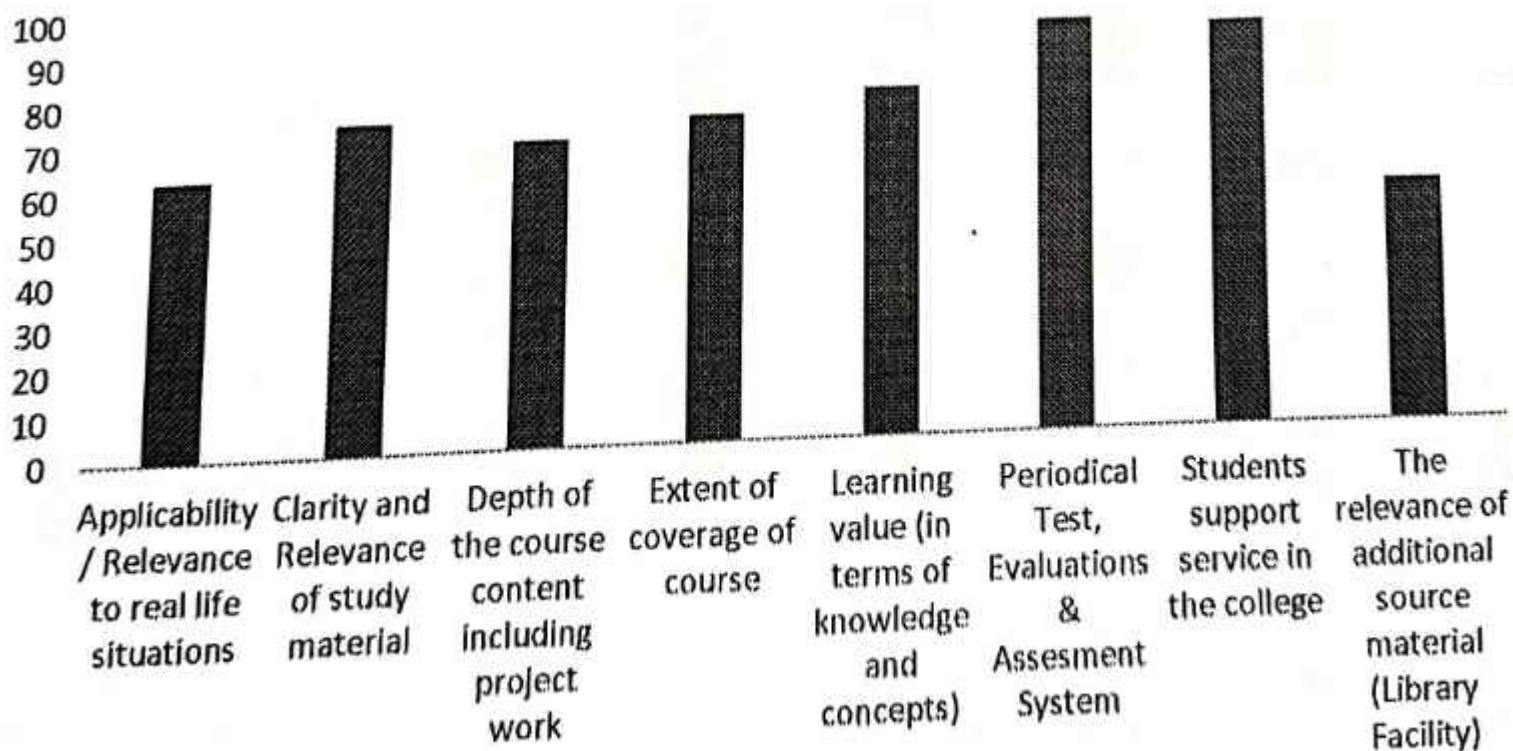 100
90
80
70
60
50
40
30
20
10
0
Applicability
/ Relevance
to real life
situations
Clarity and
Relevance
of study
material
Depth of
the course
content
including
project
work
Extent of
coverage of
course
Learning
value (in
terms of
knowledge
and
concepts)
Periodical
Test,
Evaluations
&
Assesment
System
Students
support
service in
the college
The
relevance of
additional
source
material
(Library
Facility)